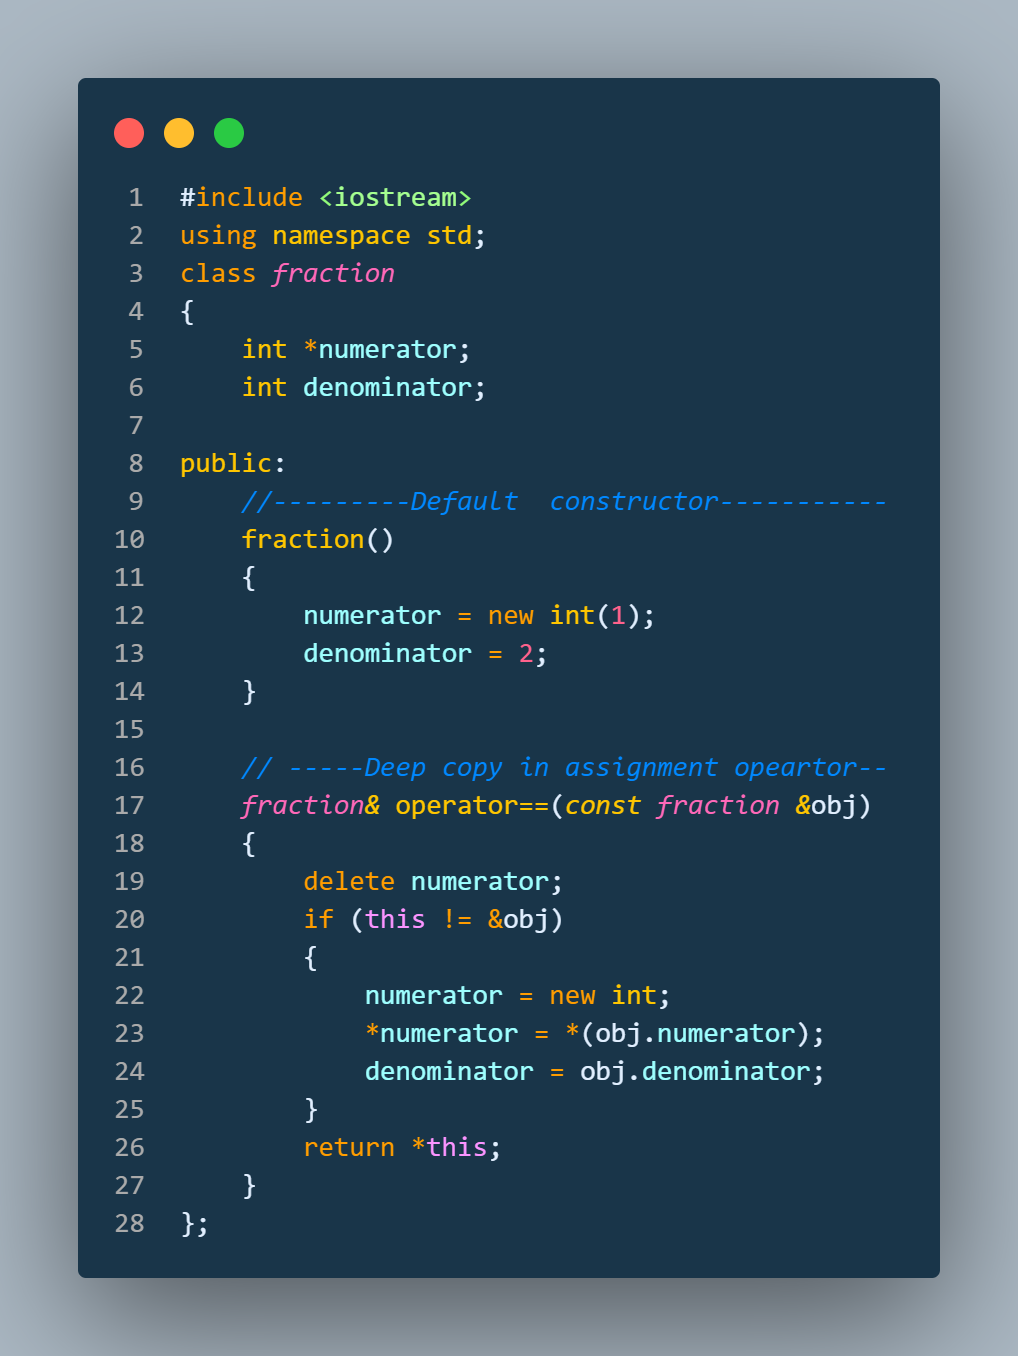 1 #include <iostream>
2 using namespace std;
3 class fraction
4 {
5     int *numerator;
6     int denominator;
7
8 public:
9     //---------Default  constructor-----------
10     fraction()
11     {
12         numerator = new int(1);
13         denominator = 2;
14     }
15
16     // -----Deep copy in assignment opeartor--
17     fraction& operator==(const fraction &obj)
18     {
19         delete numerator;
20         if (this != &obj)
21         {
22             numerator = new int;
23             *numerator = *(obj.numerator);
24             denominator = obj.denominator;
25         }
26         return *this;
27     }
28 };